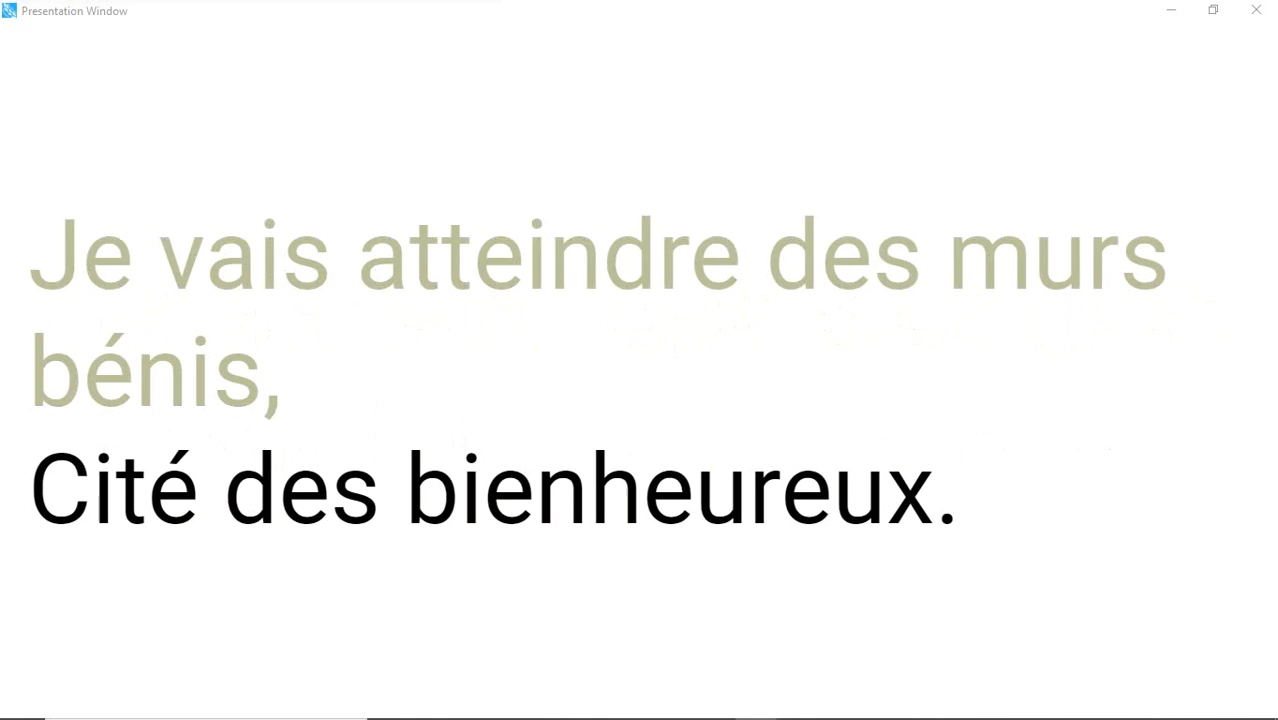 Presentation Window
Je vais atteindre des murs
bénis,
Cité des bienheureux.